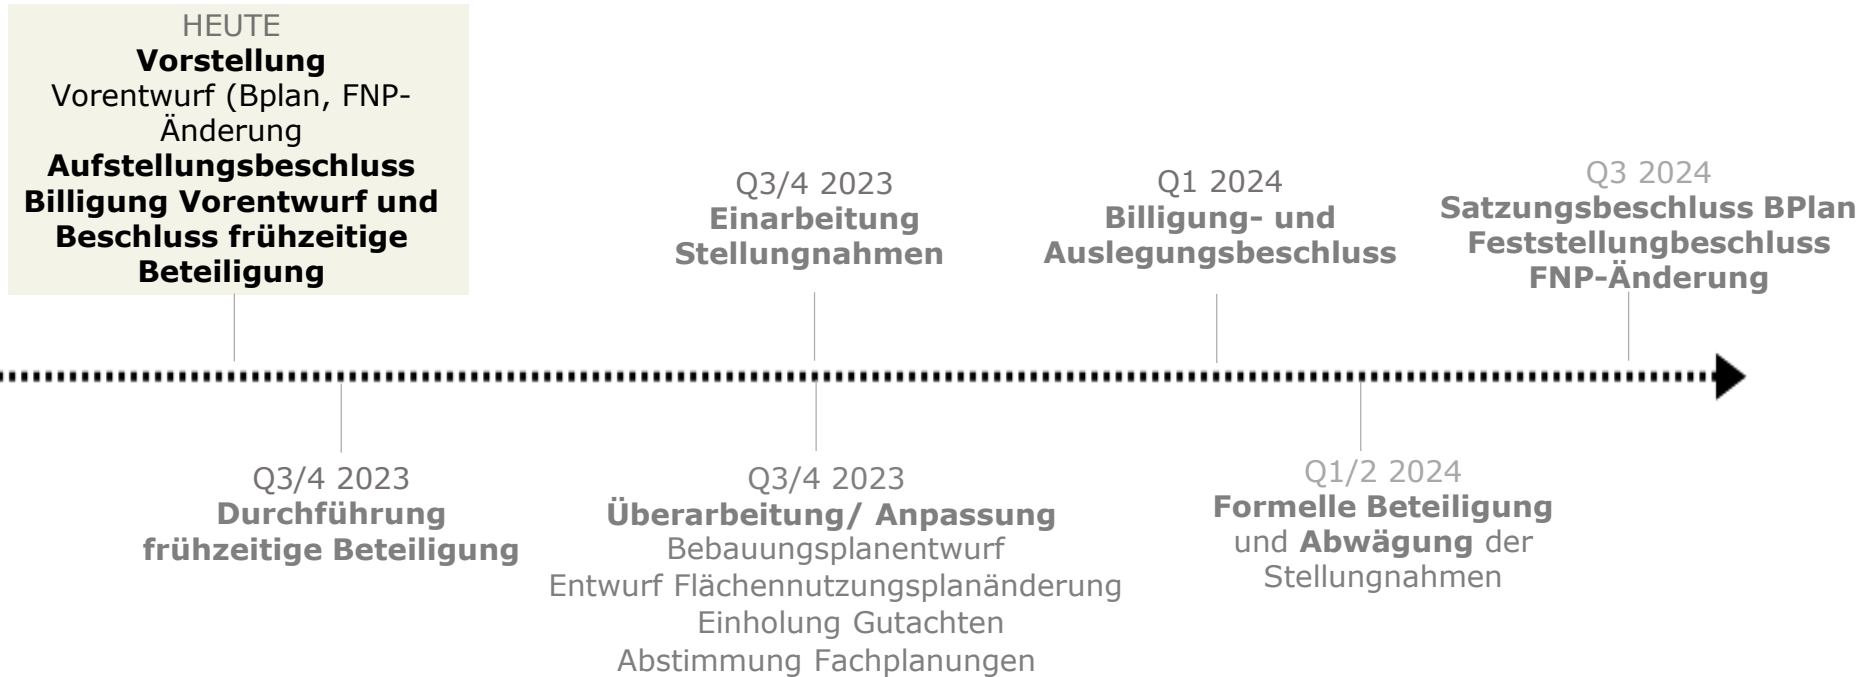 HEUTE
Vorstellung
Vorentwurf (Bplan, FNP-
Änderung
Aufstellungsbeschluss
Billigung Vorentwurf und
Beschluss frühzeitige
Beteiligung
Q3/4 2023
Einarbeitung
Stellungnahmen
Q1 2024
Billigung- und
Auslegungsbeschluss
Q3 2024
Satzungsbeschluss BPlan
Feststellungbeschluss
FNP-Änderung
Q3/4 2023
Durchführung
frühzeitige Beteiligung
Q3/4 2023
Überarbeitung/ Anpassung
Bebauungsplanentwurf
Entwurf Flächennutzungsplanänderung
Einholung Gutachten
Abstimmung Fachplanungen
Q1/2 2024
Formelle Beteiligung
und Abwägung der
Stellungnahmen